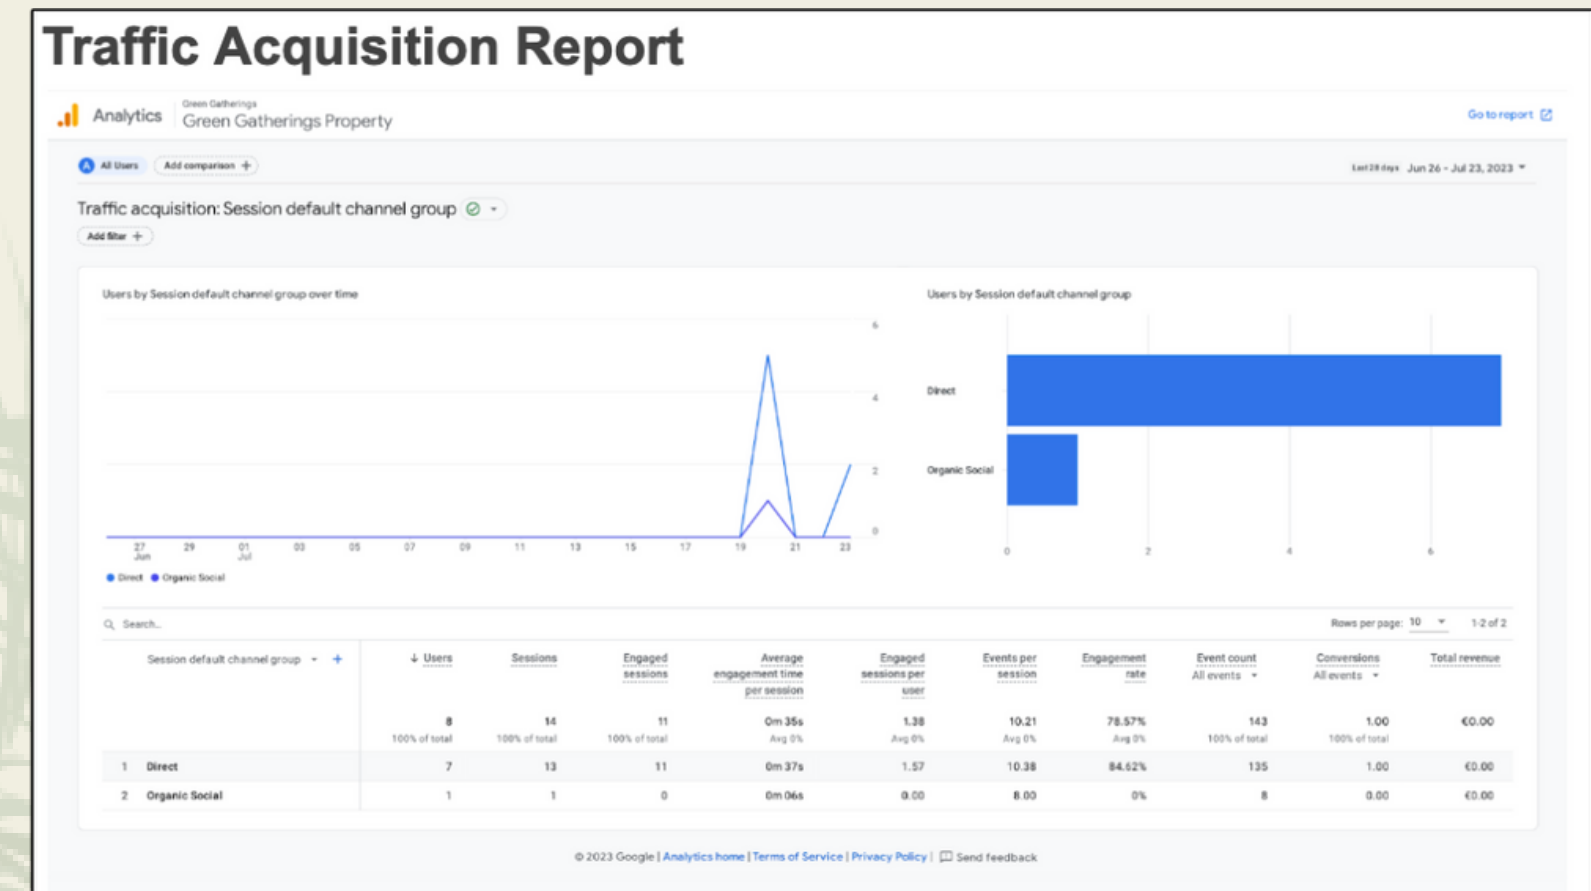 Traffic Acquisition Report
Analytics
Green Gatherings
Green Gatherings Property
Go to report
A All Users Add comparison +
Last 28 days Jun 26 - Jul 23, 2023
Traffic acquisition: Session default channel group
Add filter +
Users by Session default channel group over time
6
4
2
0
27 Jun 29 01 Jul 03 05 07 09 11 13 15 17 19 21 23
Direct Organic Social
Users by Session default channel group
Direct
Organic Social
0 2 4 6
Search...
Rows per page: 10 1-2 of 2
Session default channel group +
↓ Users Sessions Engaged sessions Average engagement time per session Engaged sessions per user Events per session Engagement rate Event count All events Conversions All events Total revenue
8 14 11 0m 35s 1.38 10.21 78.57% 143 1.00 €0.00
100% of total 100% of total 100% of total Avg 0% Avg 0% Avg 0% Avg 0% 100% of total 100% of total
1 Direct 7 13 11 0m 37s 1.57 10.38 84.62% 135 1.00 €0.00
2 Organic Social 1 1 0 0m 06s 0.00 8.00 0% 8 0.00 €0.00
© 2023 Google | Analytics home | Terms of Service | Privacy Policy | Send feedback